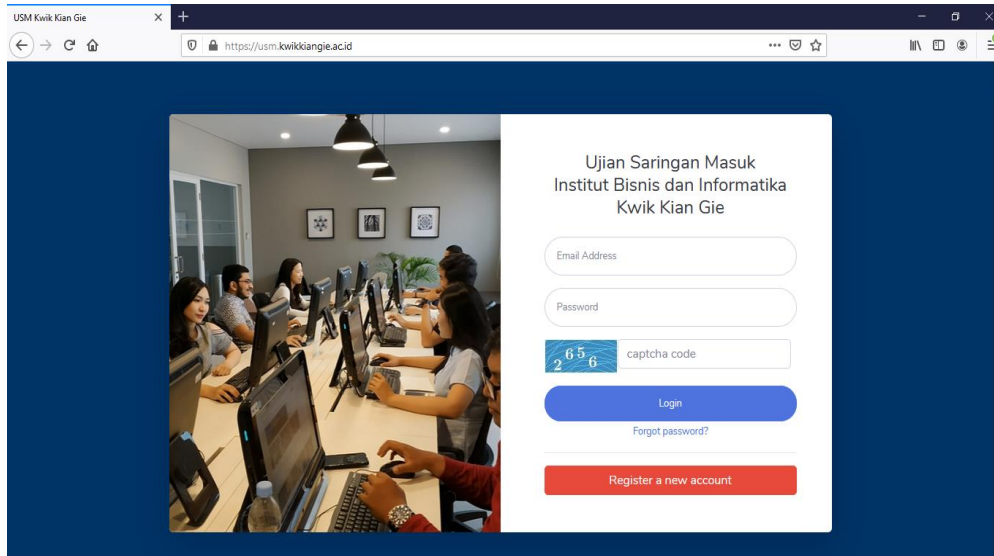 USM Kwik Kian Gie
https://usm.kwikkiangie.ac.id
Ujian Saringan Masuk
Institut Bisnis dan Informatika
Kwik Kian Gie
Email Address
Password
2656
captcha code
Login
Forgot password?
Register a new account